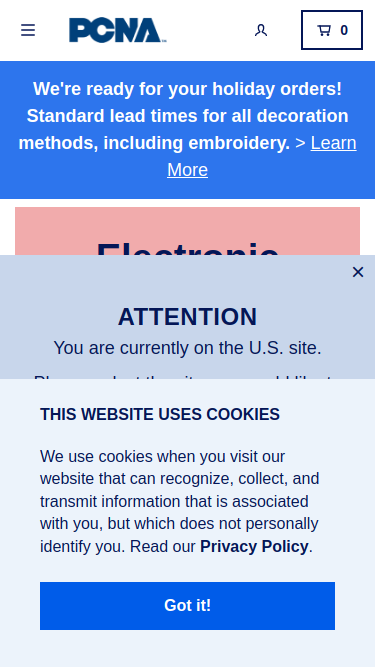 PCNA
0
We're ready for your holiday orders!
Standard lead times for all decoration
methods, including embroidery. > Learn
More
Electronic
×
ATTENTION
You are currently on the U.S. site.
THIS WEBSITE USES COOKIES
We use cookies when you visit our
website that can recognize, collect, and
transmit information that is associated
with you, but which does not personally
identify you. Read our Privacy Policy.
Got it!